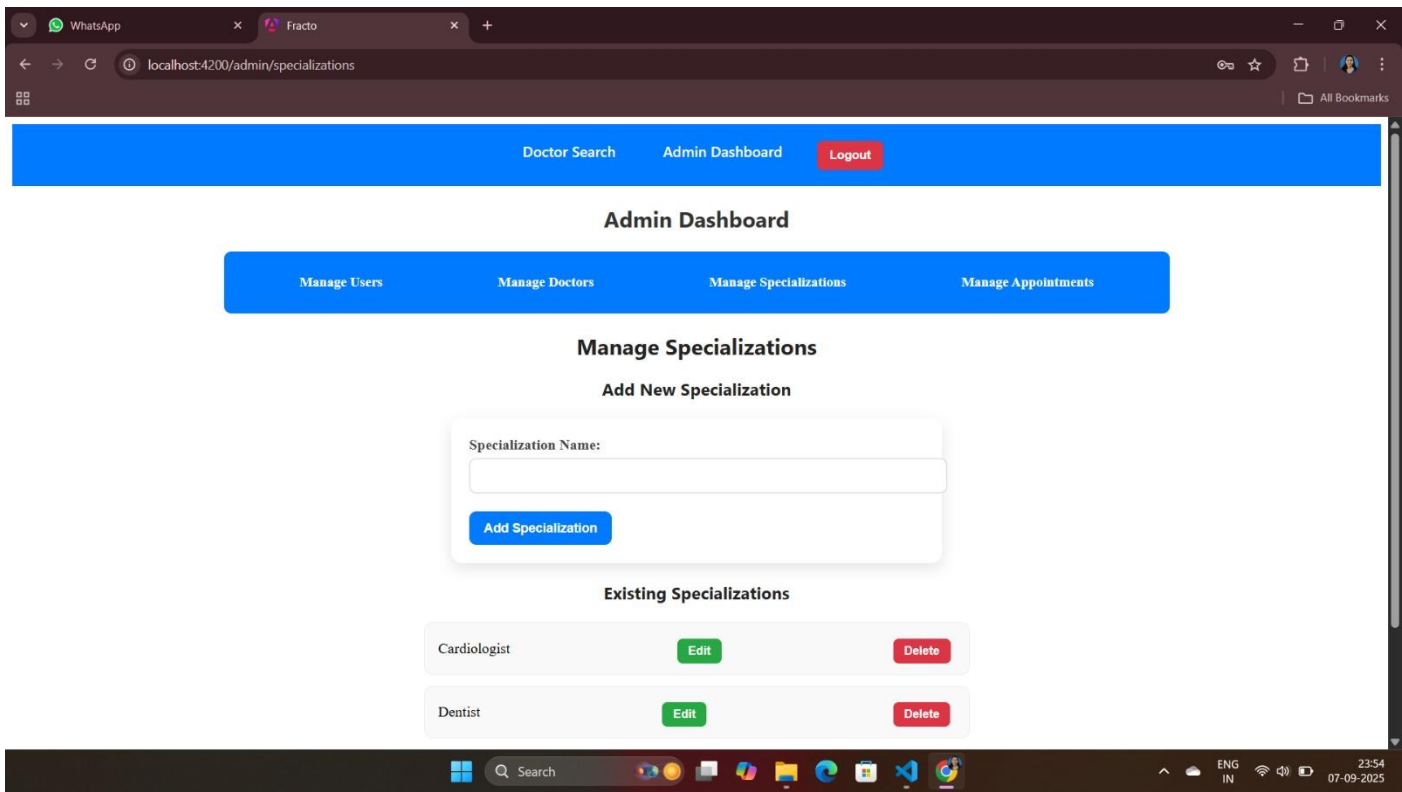 WhatsApp Fracto
localhost:4200/admin/specializations
All Bookmarks
Doctor Search Admin Dashboard Logout
Admin Dashboard
Manage Users Manage Doctors Manage Specializations Manage Appointments
Manage Specializations
Add New Specialization
Specialization Name:
Add Specialization
Existing Specializations
Cardiologist Edit Delete
Dentist Edit Delete
Search
ENG
IN
23:54
07-09-2025